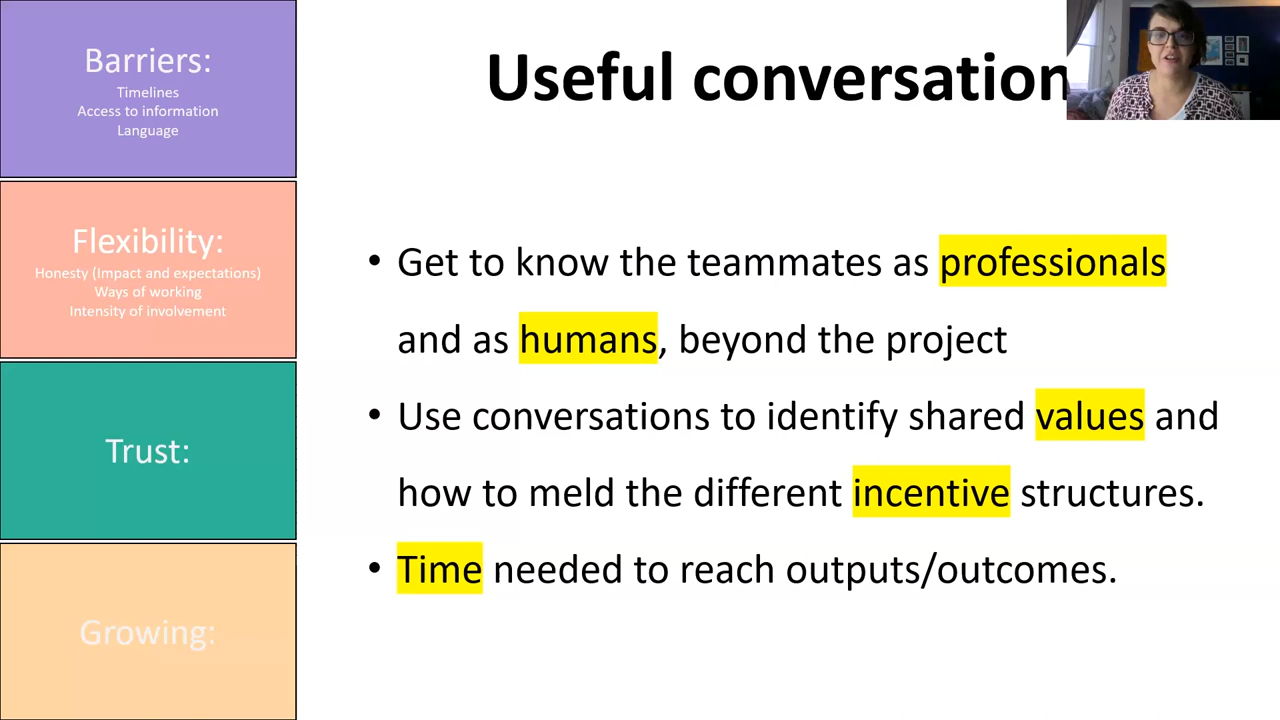 Barriers:
Timelines
Access to information
Language
Flexibility:
Honesty (Impact and expectations)
Ways of working
Intensity of involvement
Trust:
Growing:
Useful conversation
• Get to know the teammates as professionals
and as humans, beyond the project
• Use conversations to identify shared values and
how to meld the different incentive structures.
• Time needed to reach outputs/outcomes.